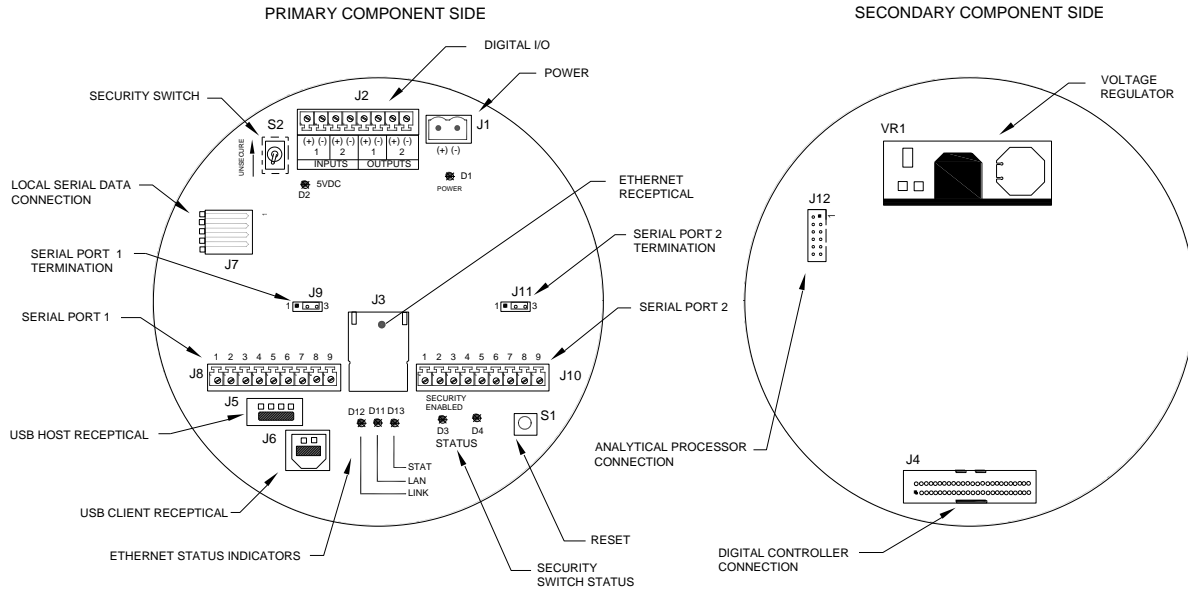 PRIMARY COMPONENT SIDE
SECONDARY COMPONENT SIDE
DIGITAL I/O
POWER
SECURITY SWITCH
J2
S2
J1
UNSECURE
(+) (-) (+) (-) (+) (-) (+) (-)
1 2 1 2
INPUTS OUTPUTS
(+) (-)
5VDC
D2
D1
POWER
LOCAL SERIAL DATA
CONNECTION
1
J7
ETHERNET
RECEPTICAL
SERIAL PORT 1
TERMINATION
J9
1 3
J3
J11
1 3
SERIAL PORT 2
TERMINATION
SERIAL PORT 1
SERIAL PORT 2
1 2 3 4 5 6 7 8 9
J8
1 2 3 4 5 6 7 8 9
J10
J5
USB HOST RECEPTICAL
J6
D12 D11 D13
SECURITY
ENABLED
D3 D4
STATUS
S1
STAT
LAN
LINK
USB CLIENT RECEPTICAL
ETHERNET STATUS INDICATORS
RESET
SECURITY
SWITCH STATUS
VOLTAGE
REGULATOR
VR1
J12
1
ANALYTICAL PROCESSOR
CONNECTION
J4
DIGITAL CONTROLLER
CONNECTION